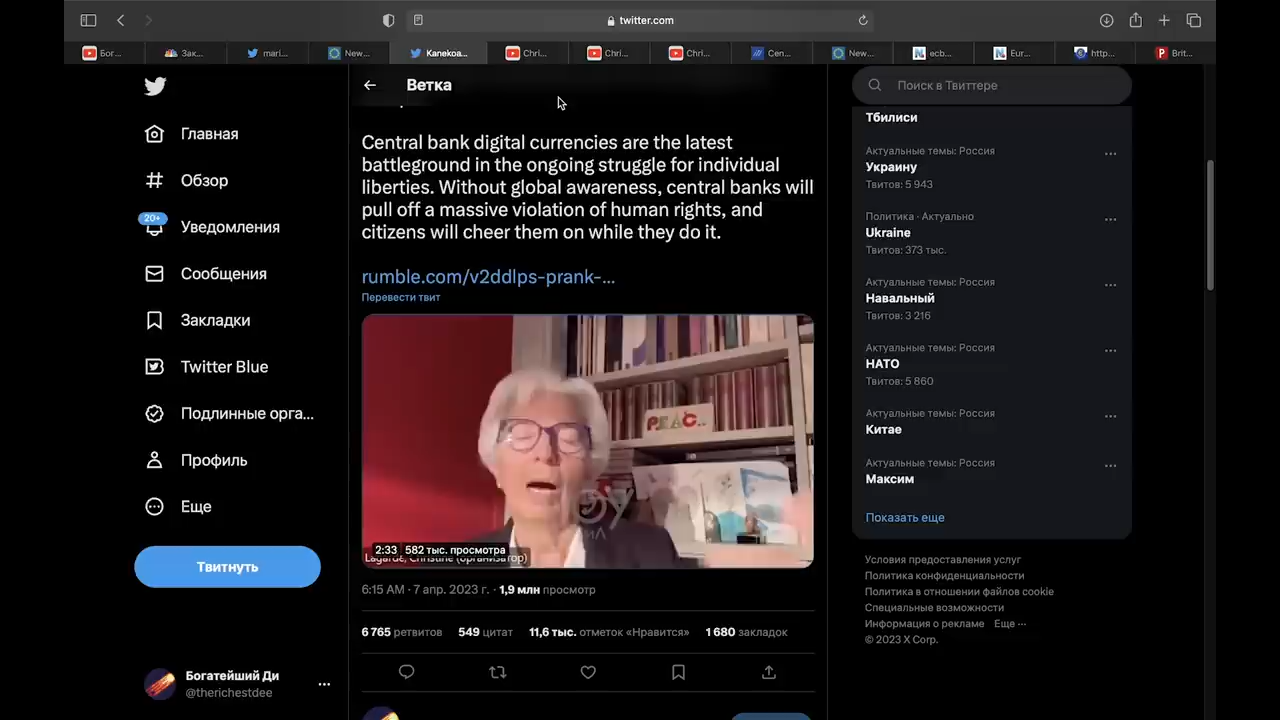 twitter.com
Бог...
Зак...
mari...
New...
Kanekoa...
Chri...
Chri...
Chri...
Cen...
New...
ecb...
Eur...
http...
Brit...
Главная
Обзор
20+
Уведомления
Сообщения
Закладки
Twitter Blue
Подлинные орга...
Профиль
Еще
Твитнуть
Богатейший Ди
@therichestdee
Ветка
Central bank digital currencies are the latest
battleground in the ongoing struggle for individual
liberties. Without global awareness, central banks will
pull off a massive violation of human rights, and
citizens will cheer them on while they do it.
rumble.com/v2ddlps-prank-...
Перевести твит
2:33 582 тыс. просмотра
Lagarde, Christine (организатор)
6:15 AM · 7 апр. 2023 г. · 1,9 млн просмотр
6 765 ретвитов 549 цитат 11,6 тыс. отметок «Нравится» 1 680 закладок
Поиск в Твиттере
Тбилиси
Актуальные темы: Россия
Украину
Твитов: 5 943
Политика · Актуально
Ukraine
Твитов: 373 тыс.
Актуальные темы: Россия
Навальный
Твитов: 3 216
Актуальные темы: Россия
НАТО
Твитов: 5 860
Актуальные темы: Россия
Китае
Актуальные темы: Россия
Максим
Показать еще
Условия предоставления услуг
Политика конфиденциальности
Политика в отношении файлов cookie
Специальные возможности
Информация о рекламе Еще ···
© 2023 X Corp.